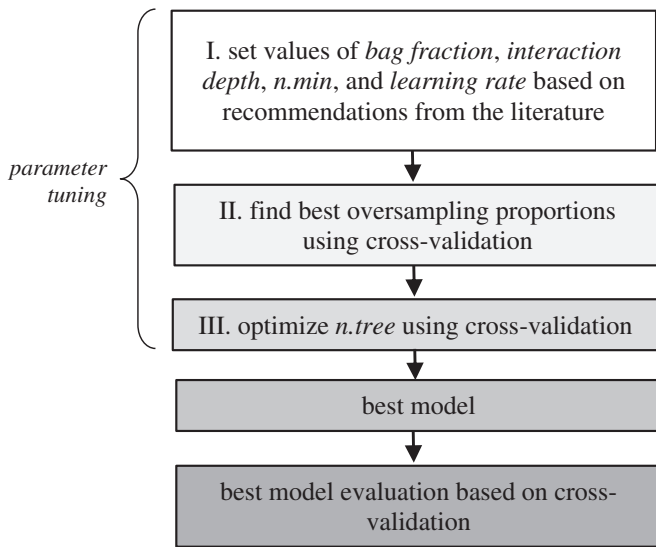 I. set values of bag fraction, interaction
depth, n.min, and learning rate based on
recommendations from the literature
parameter
tuning
II. find best oversampling proportions
using cross-validation
III. optimize n.tree using cross-validation
best model
best model evaluation based on cross-
validation